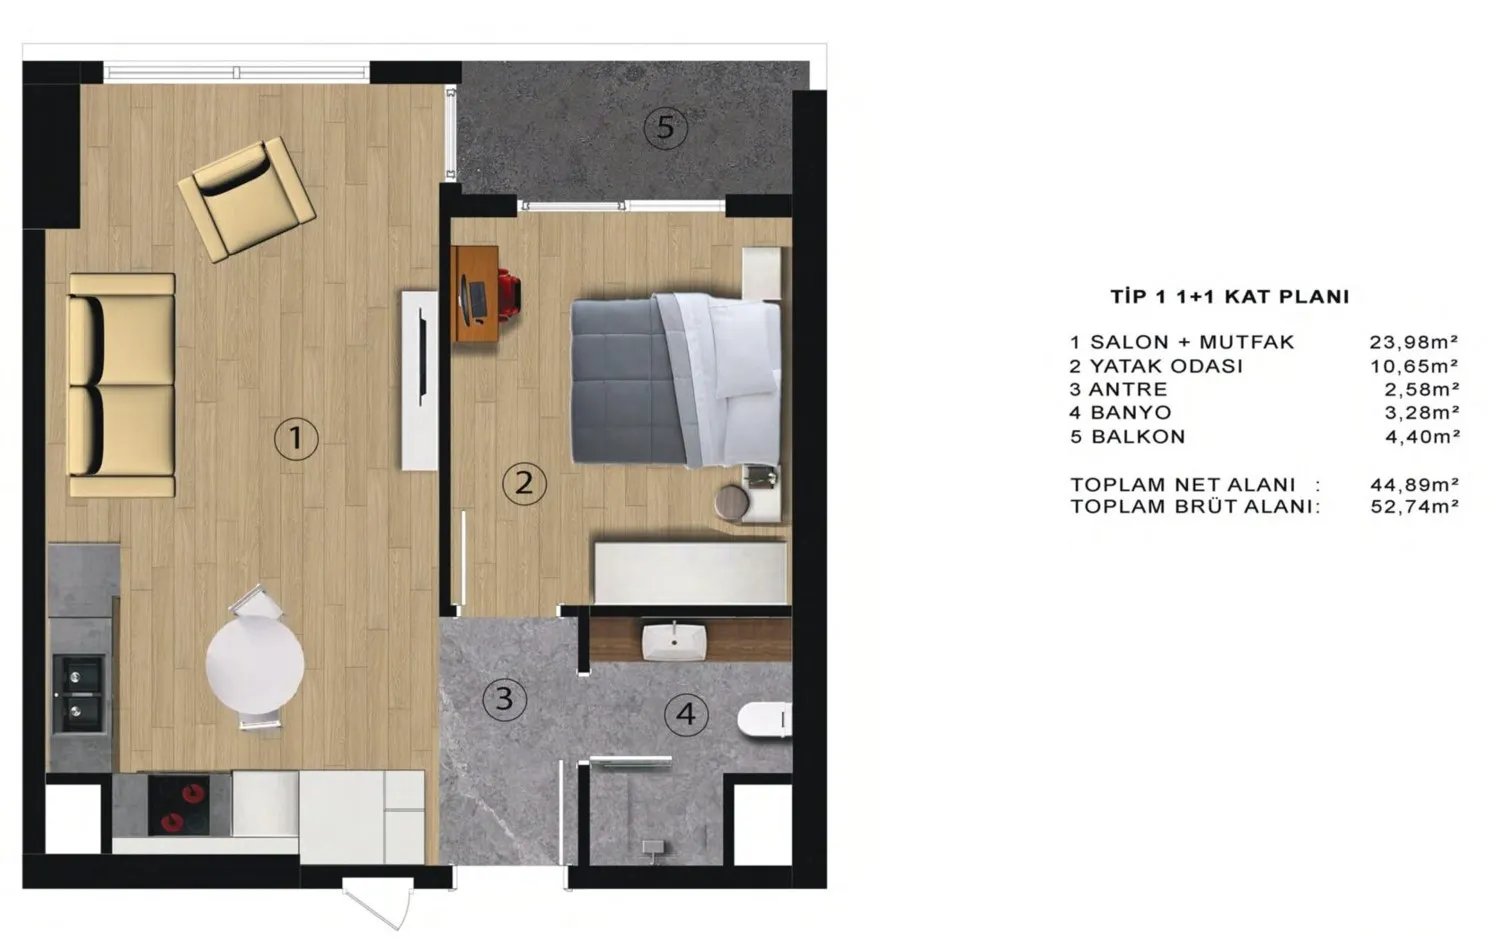 5
1
2
3
4
TİP 1 1+1 KAT PLANI
1 SALON + MUTFAK 23,98m²
2 YATAK ODASI 10,65m²
3 ANTRE 2,58m²
4 BANYO 3,28m²
5 BALKON 4,40m²
TOPLAM NET ALANI : 44,89m²
TOPLAM BRÜT ALANI: 52,74m²